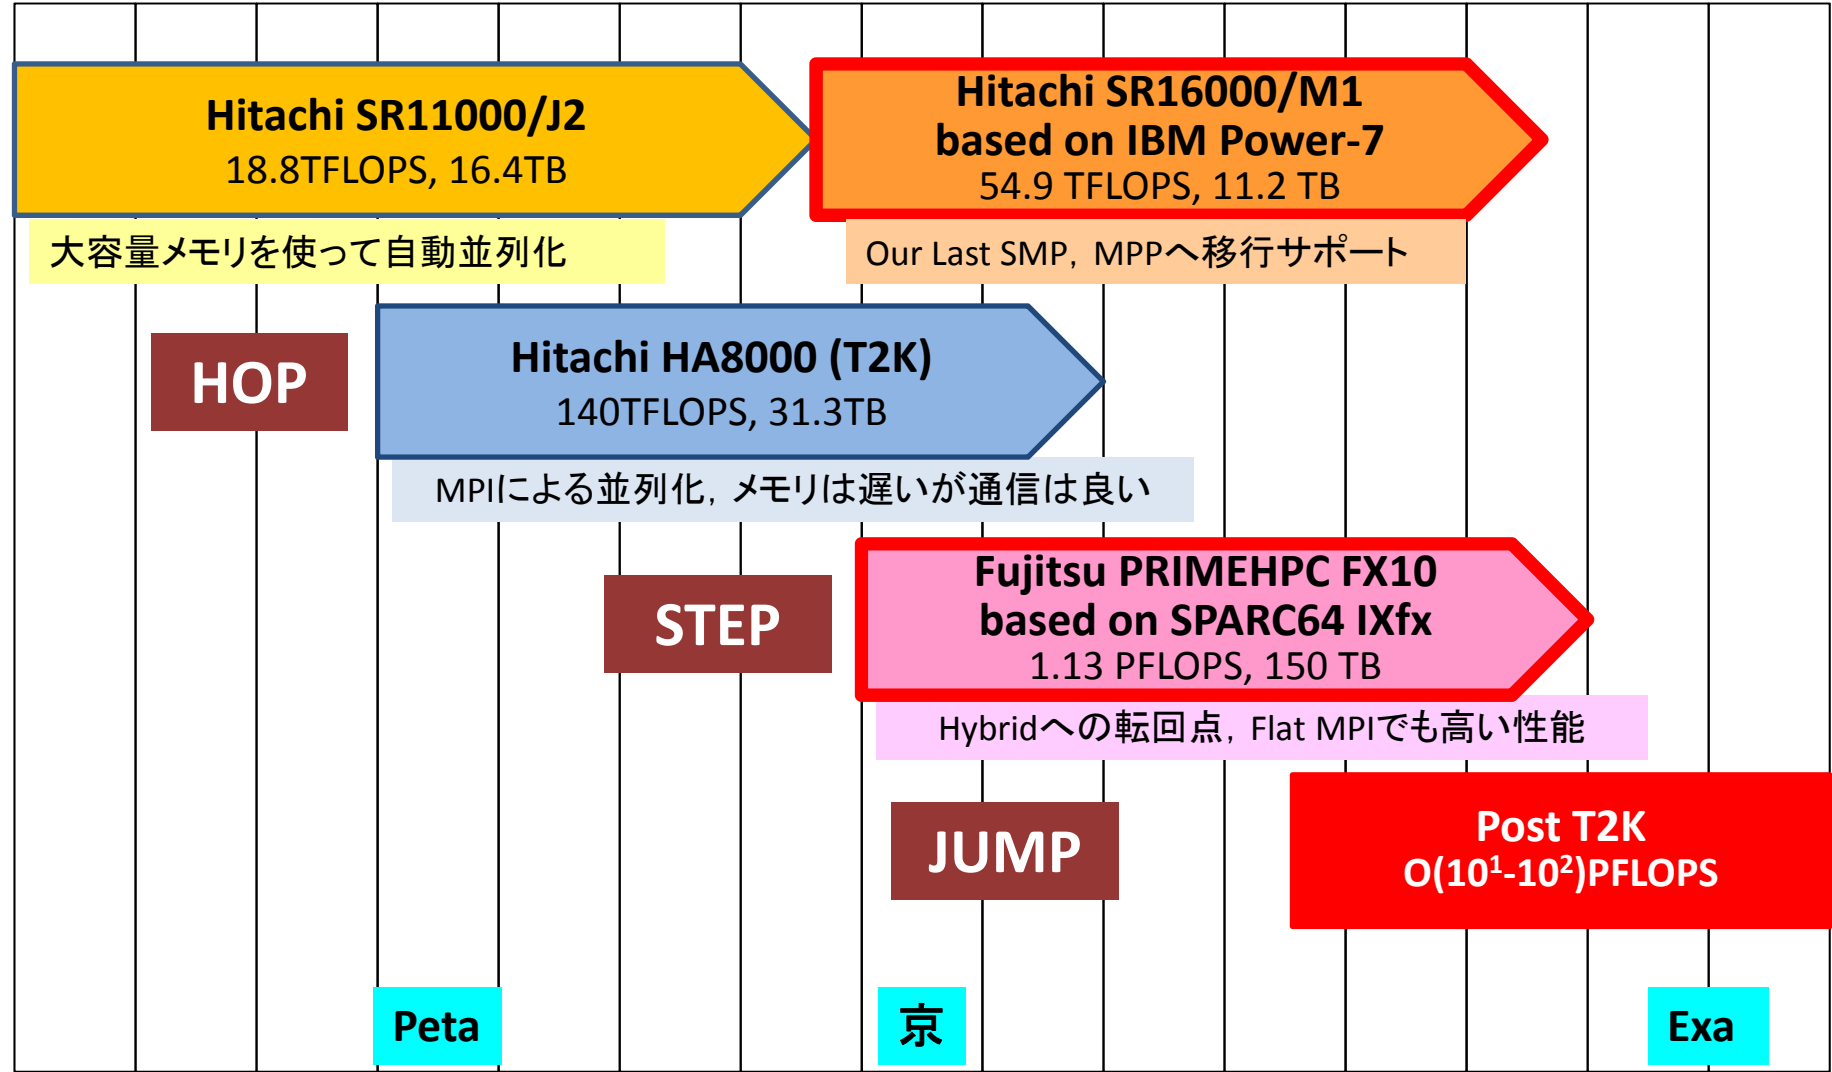 Hitachi SR11000/J2
18.8TFLOPS, 16.4TB
大容量メモリを使って自動並列化
Hitachi SR16000/M1
based on IBM Power-7
54.9 TFLOPS, 11.2 TB
Our Last SMP, MPPへ移行サポート
HOP
Hitachi HA8000 (T2K)
140TFLOPS, 31.3TB
MPIによる並列化, メモリは遅いが通信は良い
STEP
Fujitsu PRIMEHPC FX10
based on SPARC64 IXfx
1.13 PFLOPS, 150 TB
Hybridへの転回点, Flat MPIでも高い性能
JUMP
Post T2K
O(10¹-10²)PFLOPS
Peta
京
Exa